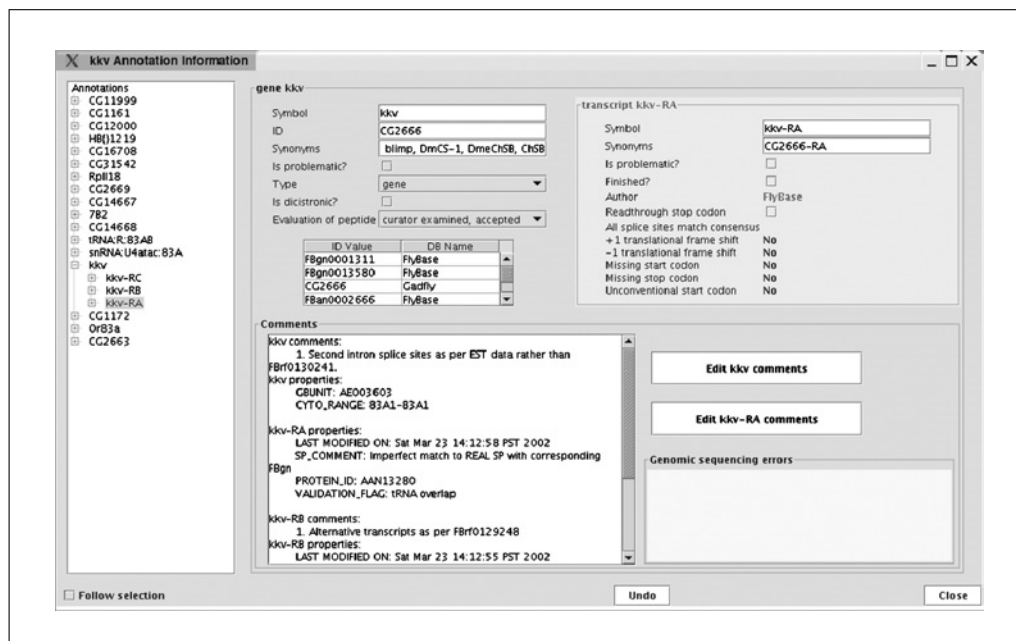 kkv Annotation Information
Annotations
CG11999
CG1161
CG12000
HB()1219
CG16708
CG31542
RpII18
CG2669
CG14667
7B2
CG14668
tRNA:R:83AB
snRNA:U4atac:83A
kkv
kkv-RC
kkv-RB
kkv-RA
CG1172
Or83a
CG2663
gene kkv
Symbol kkv
ID CG2666
Synonyms blimp, DmCS-1, DmeChSB, ChSB
Is problematic?
Type gene
Is dicistronic?
Evaluation of peptide curator examined, accepted
ID Value DB Name
FBgn0001311 FlyBase
FBgn0013580 FlyBase
CG2666 Gadfly
FBan0002666 FlyBase
transcript kkv-RA
Symbol kkv-RA
Synonyms CG2666-RA
Is problematic?
Finished?
Author FlyBase
Readthrough stop codon
All splice sites match consensus
+1 translational frame shift No
-1 translational frame shift No
Missing start codon No
Missing stop codon No
Unconventional start codon No
Comments
kkv comments:
1. Second intron splice sites as per EST data rather than
FBrf0130241.
kkv properties:
GBUNIT: AE003603
CYTO_RANGE: 83A1-83A1
kkv-RA properties:
LAST MODIFIED ON: Sat Mar 23 14:12:58 PST 2002
SP_COMMENT: Imperfect match to REAL SP with corresponding
FBgn
PROTEIN_ID: AAN13280
VALIDATION_FLAG: tRNA overlap
kkv-RB comments:
1. Alternative transcripts as per FBrf0129248
kkv-RB properties:
LAST MODIFIED ON: Sat Mar 23 14:12:55 PST 2002
Edit kkv comments
Edit kkv-RA comments
Genomic sequencing errors
Follow selection
Undo
Close